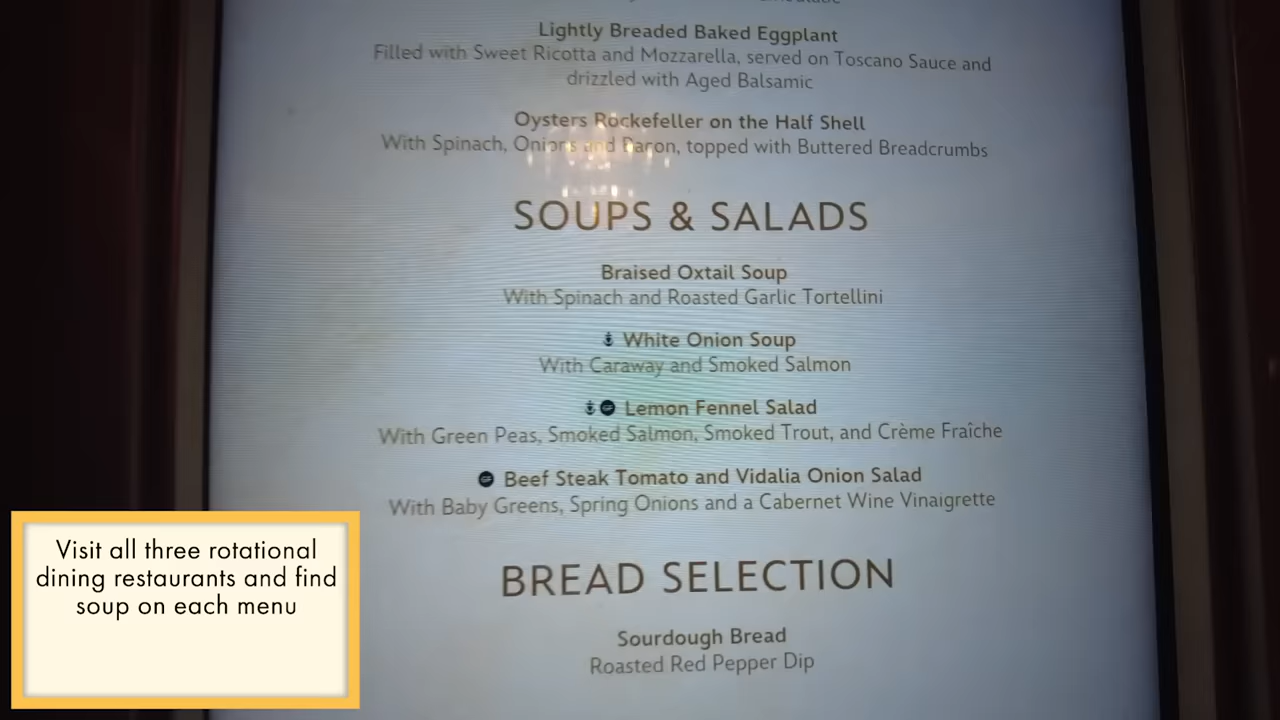 Lightly Breaded Baked Eggplant
Filled with Sweet Ricotta and Mozzarella, served on Toscano Sauce and
drizzled with Aged Balsamic
Oysters Rockefeller on the Half Shell
With Spinach, Onions and Bacon, topped with Buttered Breadcrumbs
SOUPS & SALADS
Braised Oxtail Soup
With Spinach and Roasted Garlic Tortellini
White Onion Soup
With Caraway and Smoked Salmon
Lemon Fennel Salad
With Green Peas, Smoked Salmon, Smoked Trout, and Crème Fraîche
Beef Steak Tomato and Vidalia Onion Salad
With Baby Greens, Spring Onions and a Cabernet Wine Vinaigrette
BREAD SELECTION
Sourdough Bread
Roasted Red Pepper Dip
Visit all three rotational
dining restaurants and find
soup on each menu